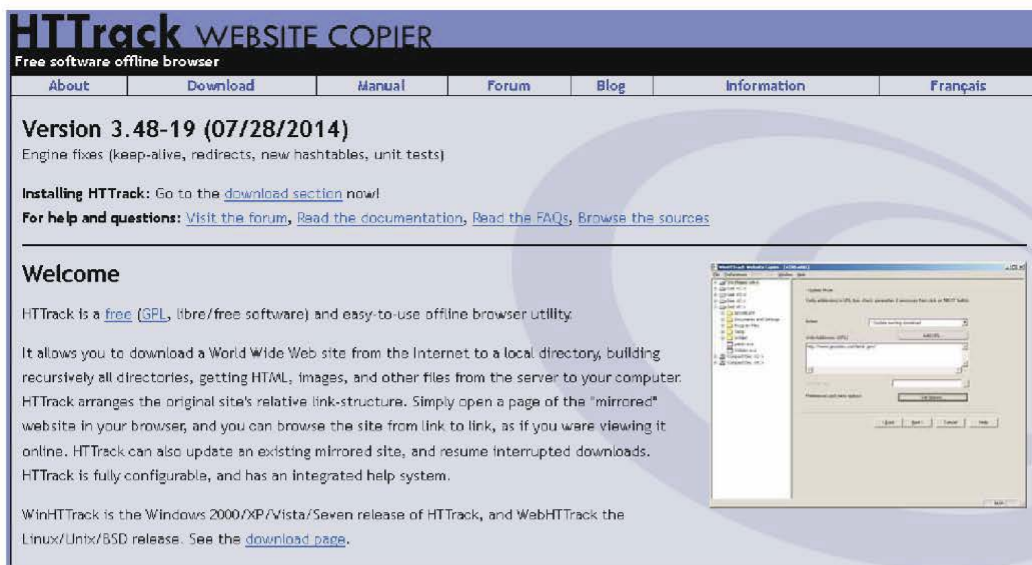 HTTrack WEBSITE COPIER
Free software offline browser
About Download Manual Forum Blog Information Français
Version 3.48-19 (07/28/2014)
Engine fixes (keep-alive, redirects, new hashtables, unit tests)
Installing HTTrack: Go to the download section now!
For help and questions: Visit the forum, Read the documentation, Read the FAQs, Browse the sources
Welcome
HTTrack is a free (GPL, libre/free software) and easy-to-use offline browser utility.
It allows you to download a World Wide Web site from the Internet to a local directory, building
recursively all directories, getting HTML, images, and other files from the server to your computer.
HTTrack arranges the original site's relative link-structure. Simply open a page of the "mirrored"
website in your browser, and you can browse the site from link to link, as if you were viewing it
online. HTTrack can also update an existing mirrored site, and resume interrupted downloads.
HTTrack is fully configurable, and has an integrated help system.
WinHTTrack is the Windows 2000/XP/Vista/Seven release of HTTrack, and WebHTTrack the
Linux/Unix/BSD release. See the download page.